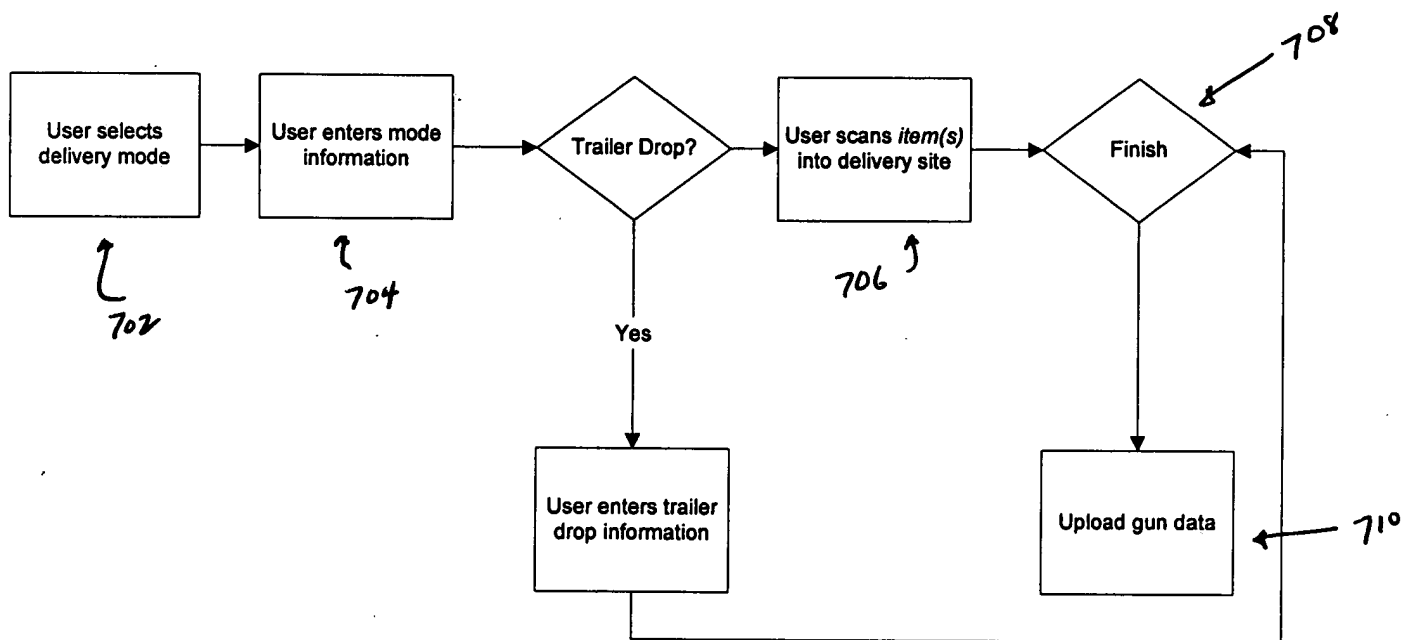 708
User selects
delivery mode
User enters mode
information
Trailer Drop?
User scans item(s)
into delivery site
Finish
702
704
706
Yes
User enters trailer
drop information
Upload gun data
710